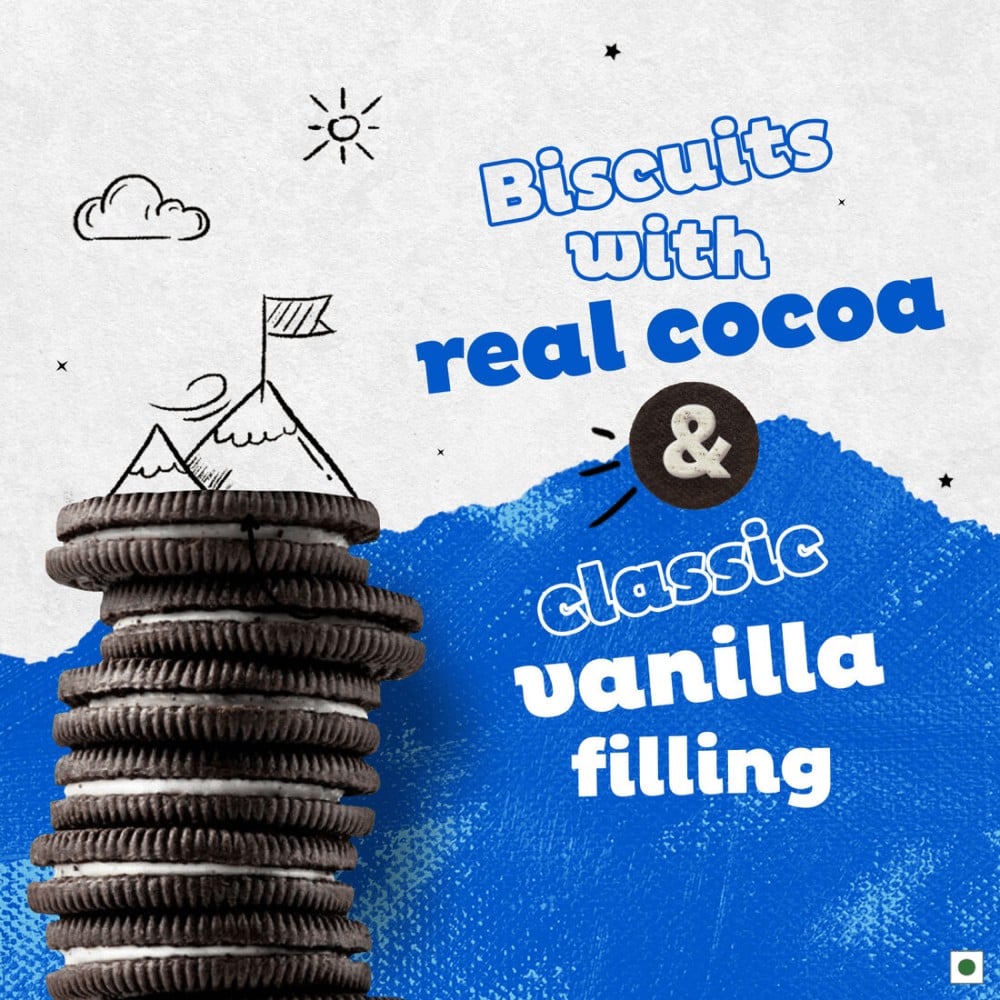 Biscuits
with
real cocoa
&
classic
vanilla
filling